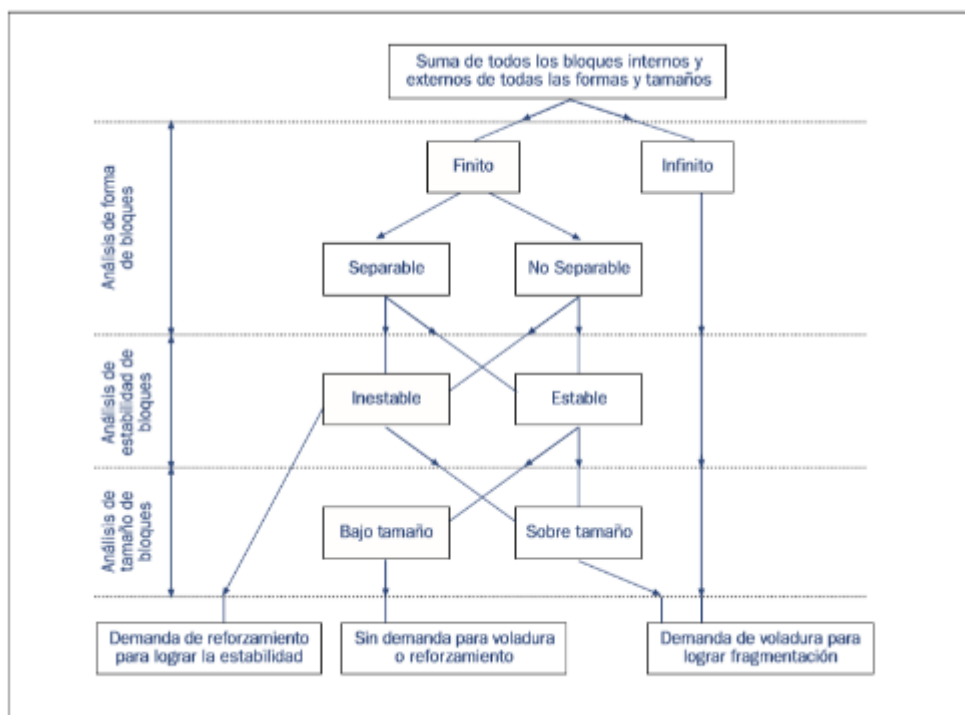 Suma de todos los bloques internos y
externos de todas las formas y tamaños
Análisis de forma
de bloques
Finito
Infinito
Separable
No Separable
Análisis de
estabilidad de
bloques
Inestable
Estable
Análisis de
tamaño de
bloques
Bajo tamaño
Sobre tamaño
Demanda de reforzamiento
para lograr la estabilidad
Sin demanda para voladura
o reforzamiento
Demanda de voladura para
lograr fragmentación